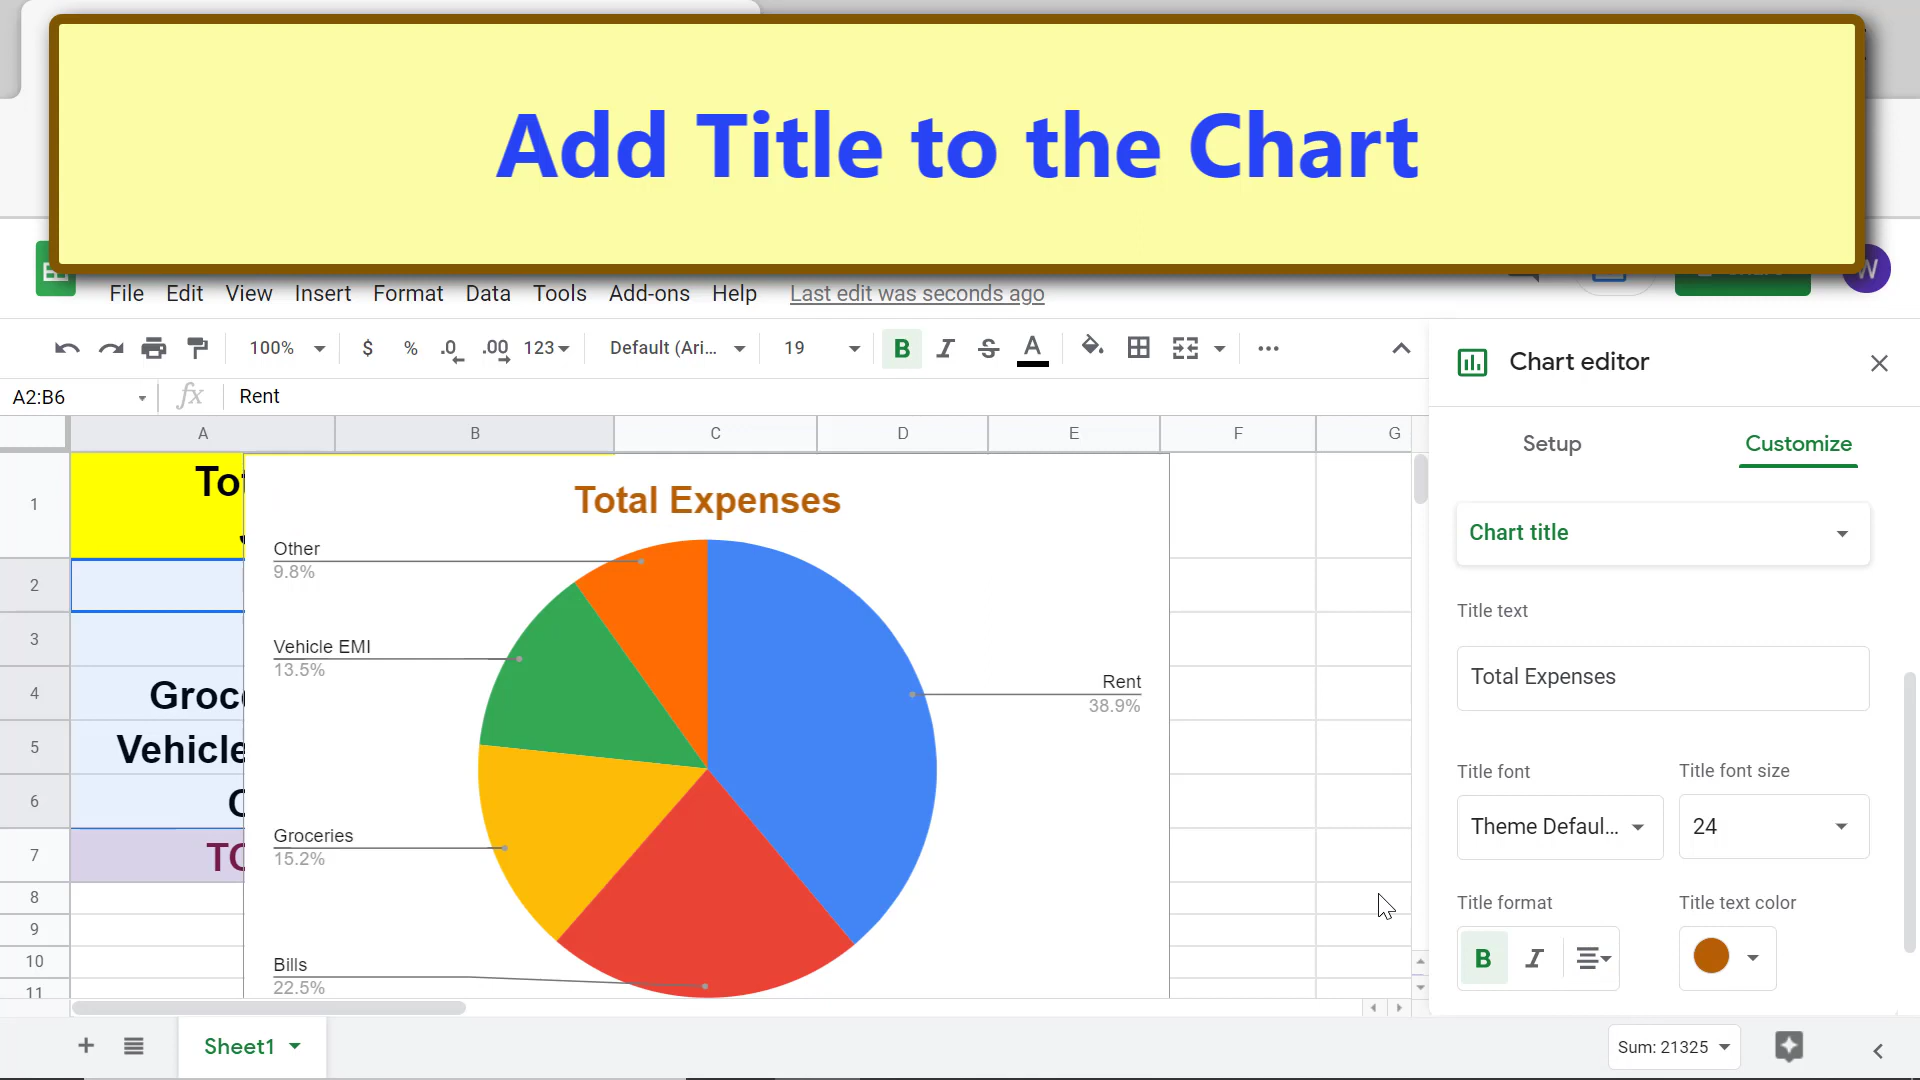 Add Title to the Chart
W
File Edit View Insert Format Data Tools Add-ons Help Last edit was seconds ago
100% $ % .0 .00 123 Default (Ari... 19 B I S A
Chart editor
A2:B6 fx Rent
Setup Customize
A B C D E F G
1
2
3
4 Groc
5 Vehicle
6
7
8
9
10
11
Total Expenses
Other
9.8%
Vehicle EMI
13.5%
Rent
38.9%
Groceries
15.2%
Bills
22.5%
Chart title
Title text
Total Expenses
Title font Title font size
Theme Defaul... 24
Title format Title text color
B I
Sheet1
Sum: 21325